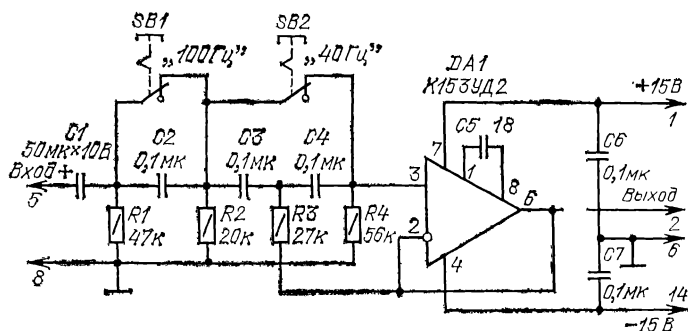 SB1
SB2
„100Гц”
„40Гц”
DA1
К153УД2
+15В
1
C1
50мк×10В
Вход +
5
C2
0,1мк
C3
0,1мк
C4
0,1мк
3
2
7
C5
18
1
8
6
4
C6
0,1мк
Выход
2
6
R1
47к
R2
20к
R3
27к
R4
56к
8
C7
0,1мк
14
-15В